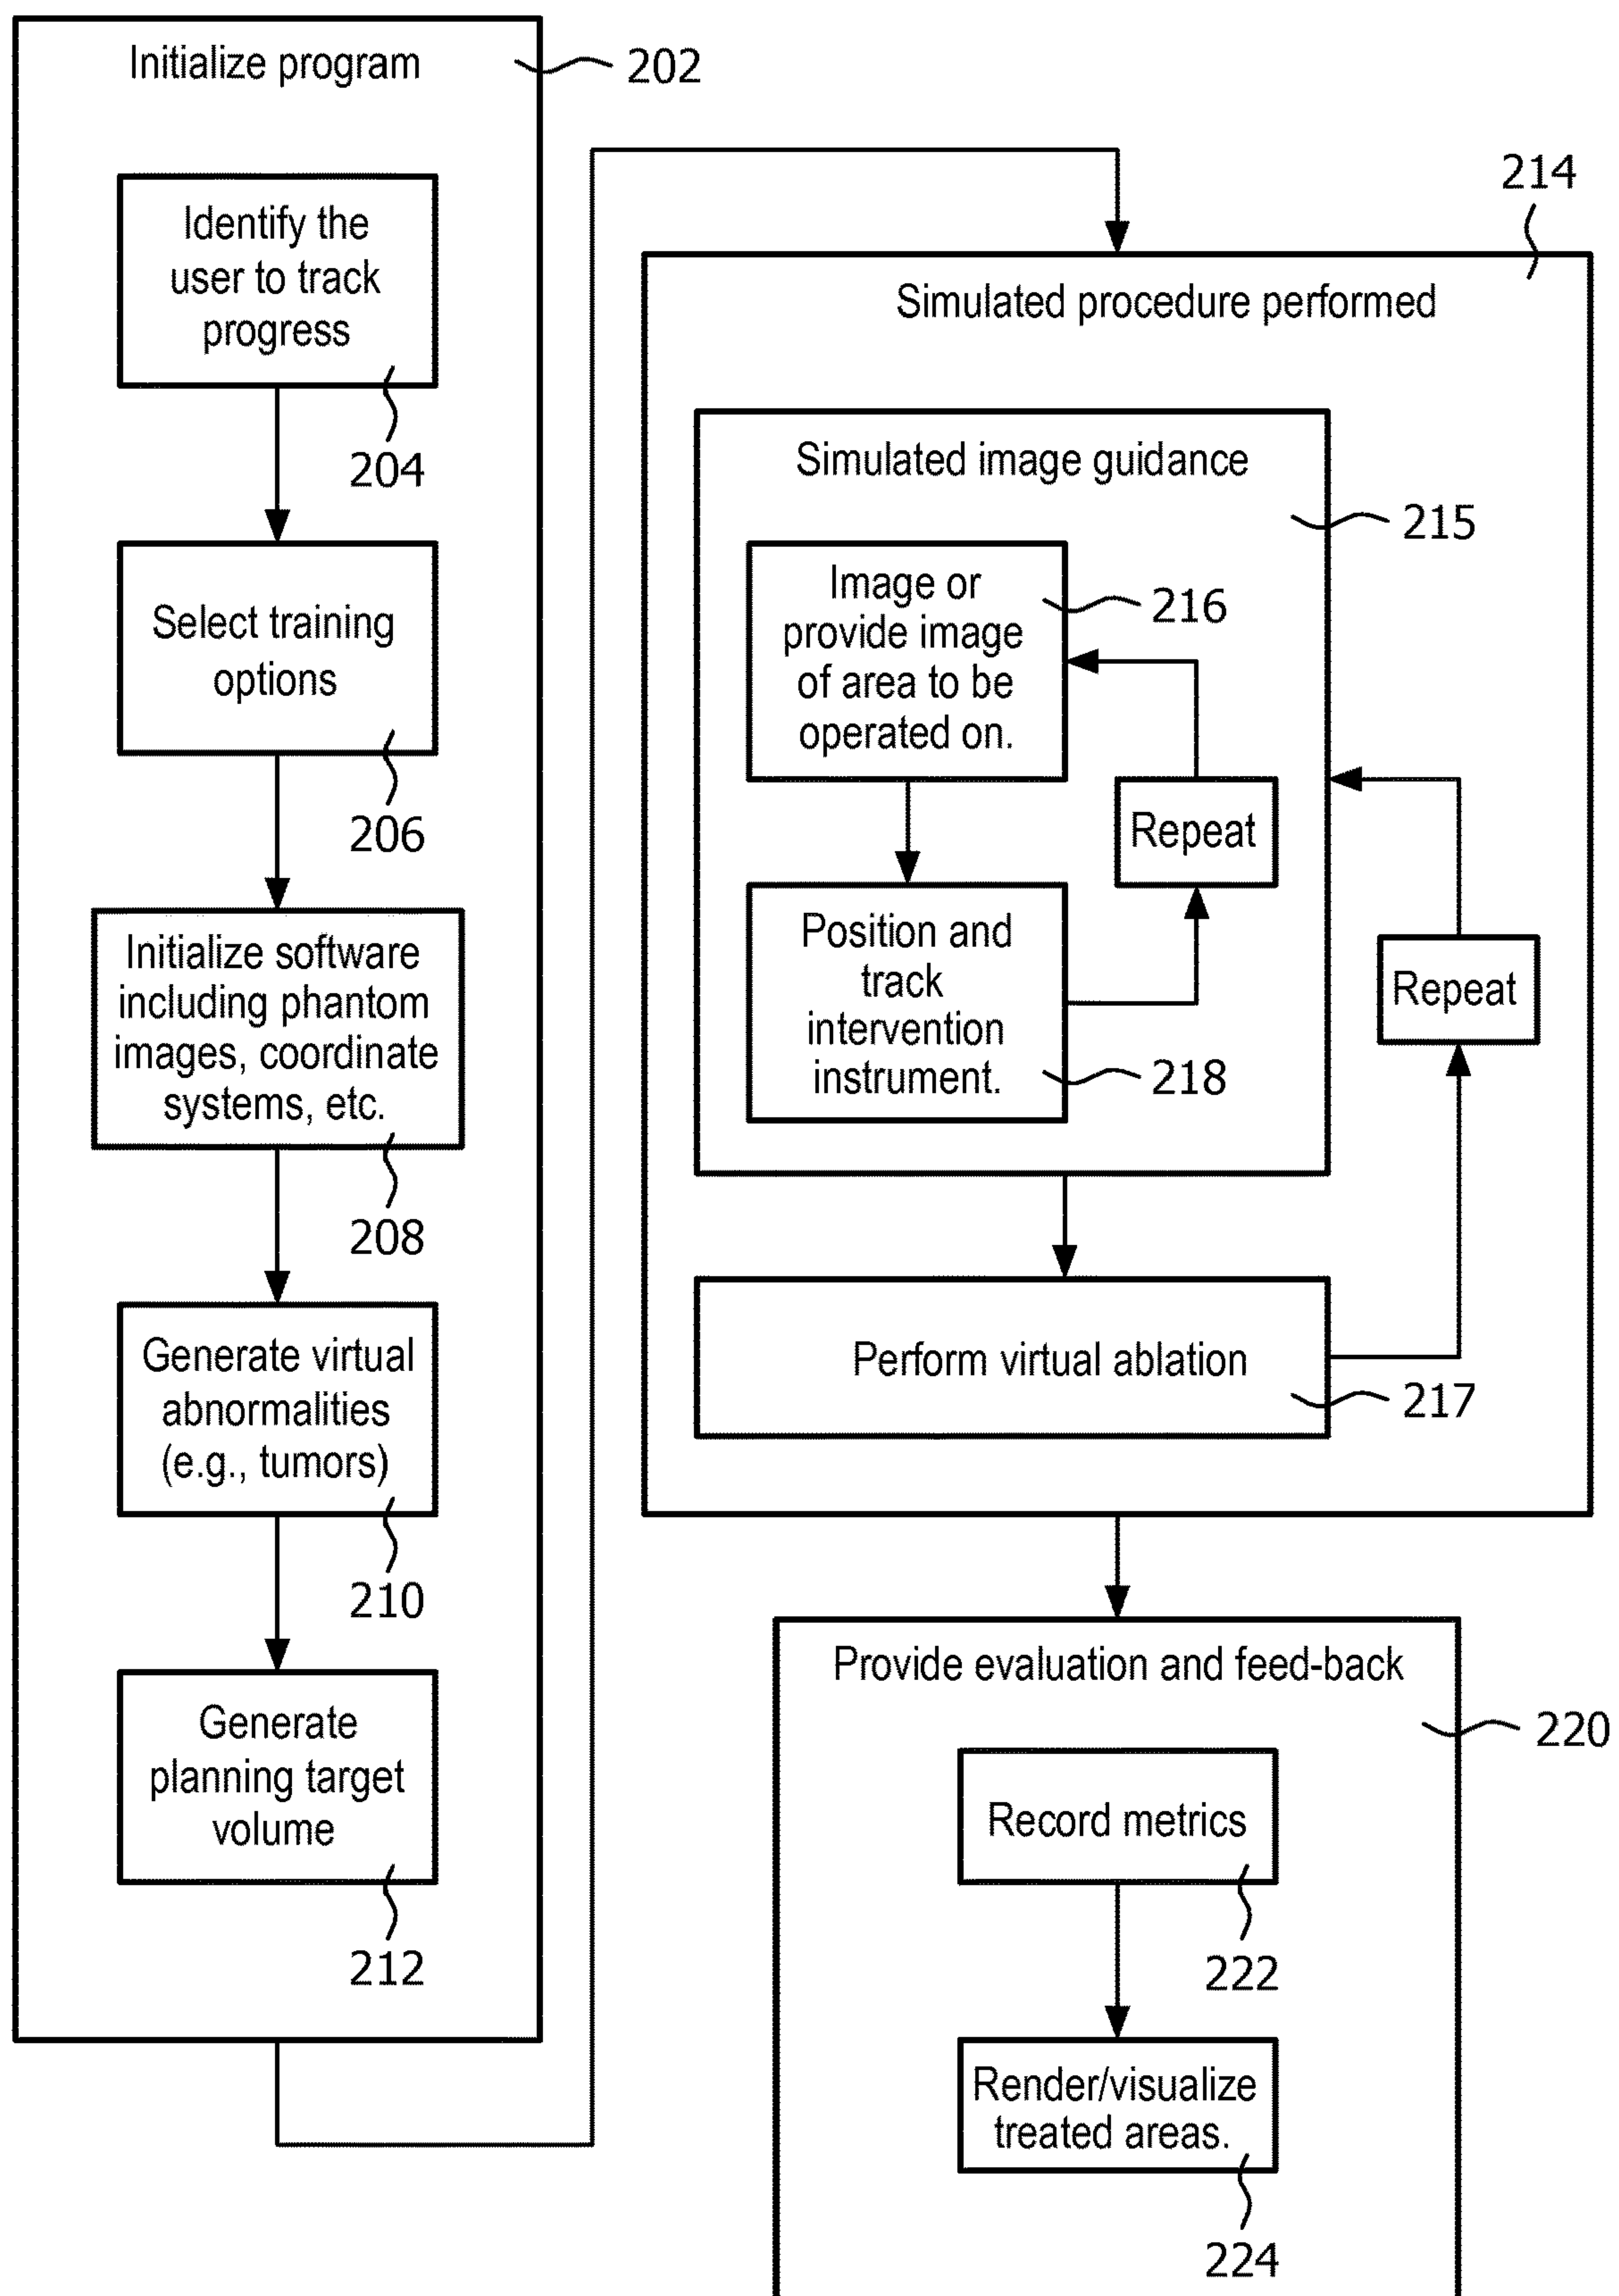 Initialize program
202
Identify the
user to track
progress
204
Select training
options
206
Initialize software
including phantom
images, coordinate
systems, etc.
208
Generate virtual
abnormalities
(e.g., tumors)
210
Generate
planning target
volume
212
214
Simulated procedure performed
Simulated image guidance
215
Image or
provide image
of area to be
operated on.
216
Repeat
Position and
track
intervention
instrument.
218
Repeat
Perform virtual ablation
217
Provide evaluation and feed-back
220
Record metrics
222
Render/visualize
treated areas.
224